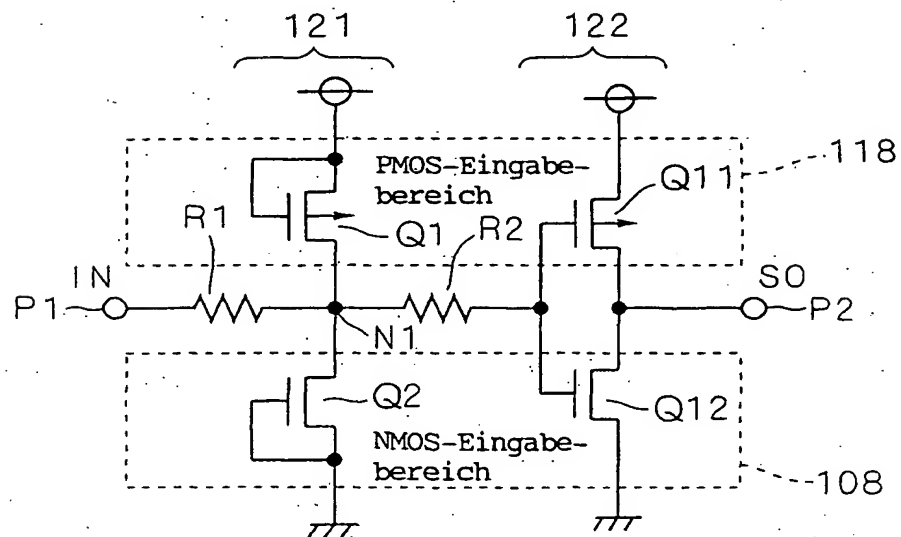 121
122
PMOS-Eingabe-
bereich
118
Q11
R1
Q1
R2
IN
SO
P1
P2
N1
Q2
Q12
NMOS-Eingabe-
bereich
108